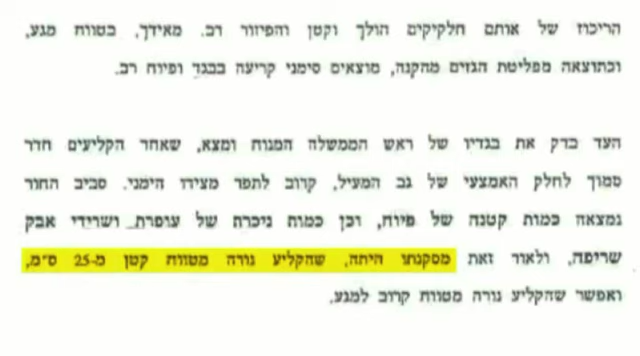 הריכוז של אותם חלקיקים הולך וקטן והפיזור רב. מאידך, בטווח מגע,
וכתוצאה מפליטת הגזים מהקנה, מוצאים סימני קריעה בבגד ופיוח רב.
העד בדק את בגדיו של ראש הממשלה המנוח ומצא, שאחד הקליעים חדר
סמוך לחלק האמצעי של גב המעיל, קרוב לתפר מצידו הימני. סביב החור
נמצאה כמות קטנה של פיוח, וכן כמות ניכרת של עופרת ושרידי אבק
שריפה, ולאור זאת מסקנתו היתה, שהקליע נורה מטווח קטן מ-25 ס"מ,
ואפשר שהקליע נורה מטווח קרוב למגע.